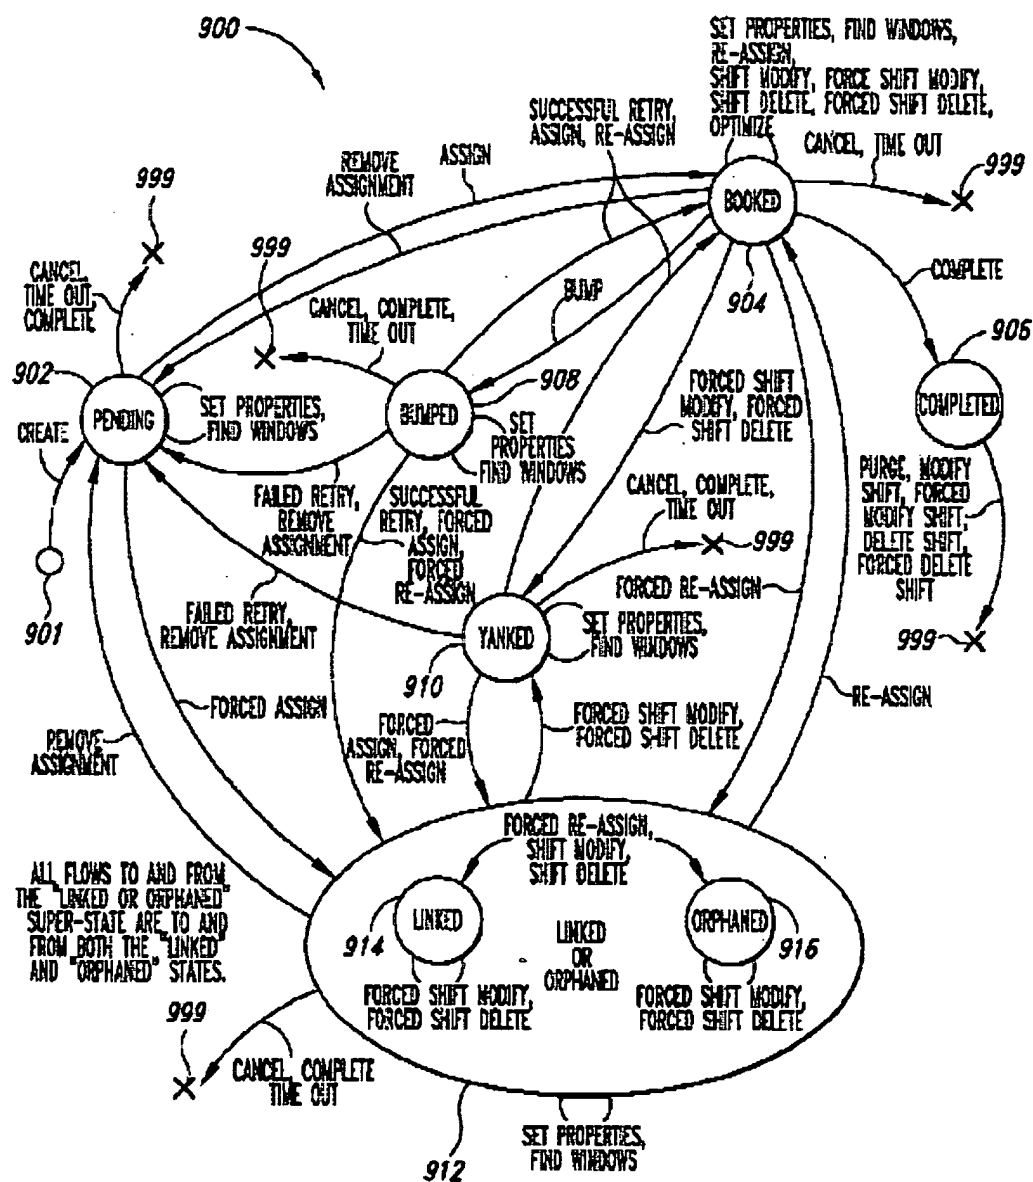 900
SET PROPERTIES, FIND WINDOWS,
RE-ASSIGN,
SHIFT MODIFY, FORCE SHIFT MODIFY,
SHIFT DELETE, FORCED SHIFT DELETE,
OPTIMIZE
SUCCESSFUL RETRY,
ASSIGN, RE-ASSIGN
CANCEL, TIME OUT
999
ASSIGN
REMOVE
ASSIGNMENT
999
BOOKED
904
999
CANCEL,
TIME OUT,
COMPLETE
CANCEL, COMPLETE,
TIME OUT
BUMP
COMPLETE
906
902
PENDING
SET PROPERTIES,
FIND WINDOWS
BUMPED
908
SET
PROPERTIES
FIND WINDOWS
FORCED SHIFT
MODIFY, FORCED
SHIFT DELETE
COMPLETED
CREATE
901
FAILED RETRY,
REMOVE
ASSIGNMENT
SUCCESSFUL
RETRY, FORCED
ASSIGN,
FORCED
RE-ASSIGN
CANCEL, COMPLETE,
TIME OUT
999
PURGE, MODIFY
SHIFT, FORCED
MODIFY SHIFT,
DELETE SHIFT,
FORCED DELETE
SHIFT
999
FORCED RE-ASSIGN
FAILED RETRY,
REMOVE ASSIGNMENT
YANKED
910
SET PROPERTIES,
FIND WINDOWS
RE-ASSIGN
FORCED ASSIGN
REMOVE
ASSIGNMENT
FORCED
ASSIGN, FORCED
RE-ASSIGN
FORCED SHIFT MODIFY,
FORCED SHIFT DELETE
FORCED RE-ASSIGN,
SHIFT MODIFY,
SHIFT DELETE
ALL FLOWS TO AND FROM
THE "LINKED OR ORPHANED"
SUPER-STATE ARE TO AND
FROM BOTH THE "LINKED"
AND "ORPHANED" STATES.
LINKED
914
LINKED
OR
ORPHANED
ORPHANED
916
FORCED SHIFT MODIFY,
FORCED SHIFT DELETE
FORCED SHIFT MODIFY,
FORCED SHIFT DELETE
999
CANCEL, COMPLETE
TIME OUT
912
SET PROPERTIES,
FIND WINDOWS